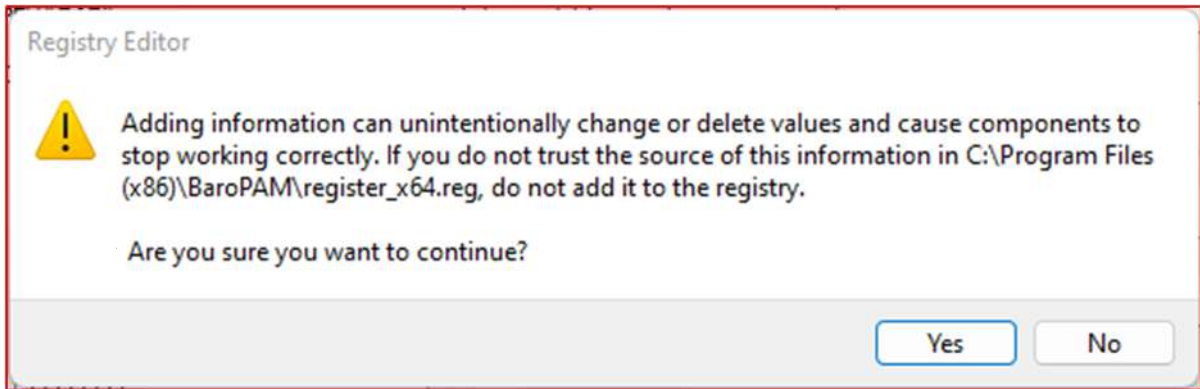 Registry Editor
Adding information can unintentionally change or delete values and cause components to
stop working correctly. If you do not trust the source of this information in C:\Program Files
(x86)\BaroPAM\register_x64.reg, do not add it to the registry.
Are you sure you want to continue?
Yes No